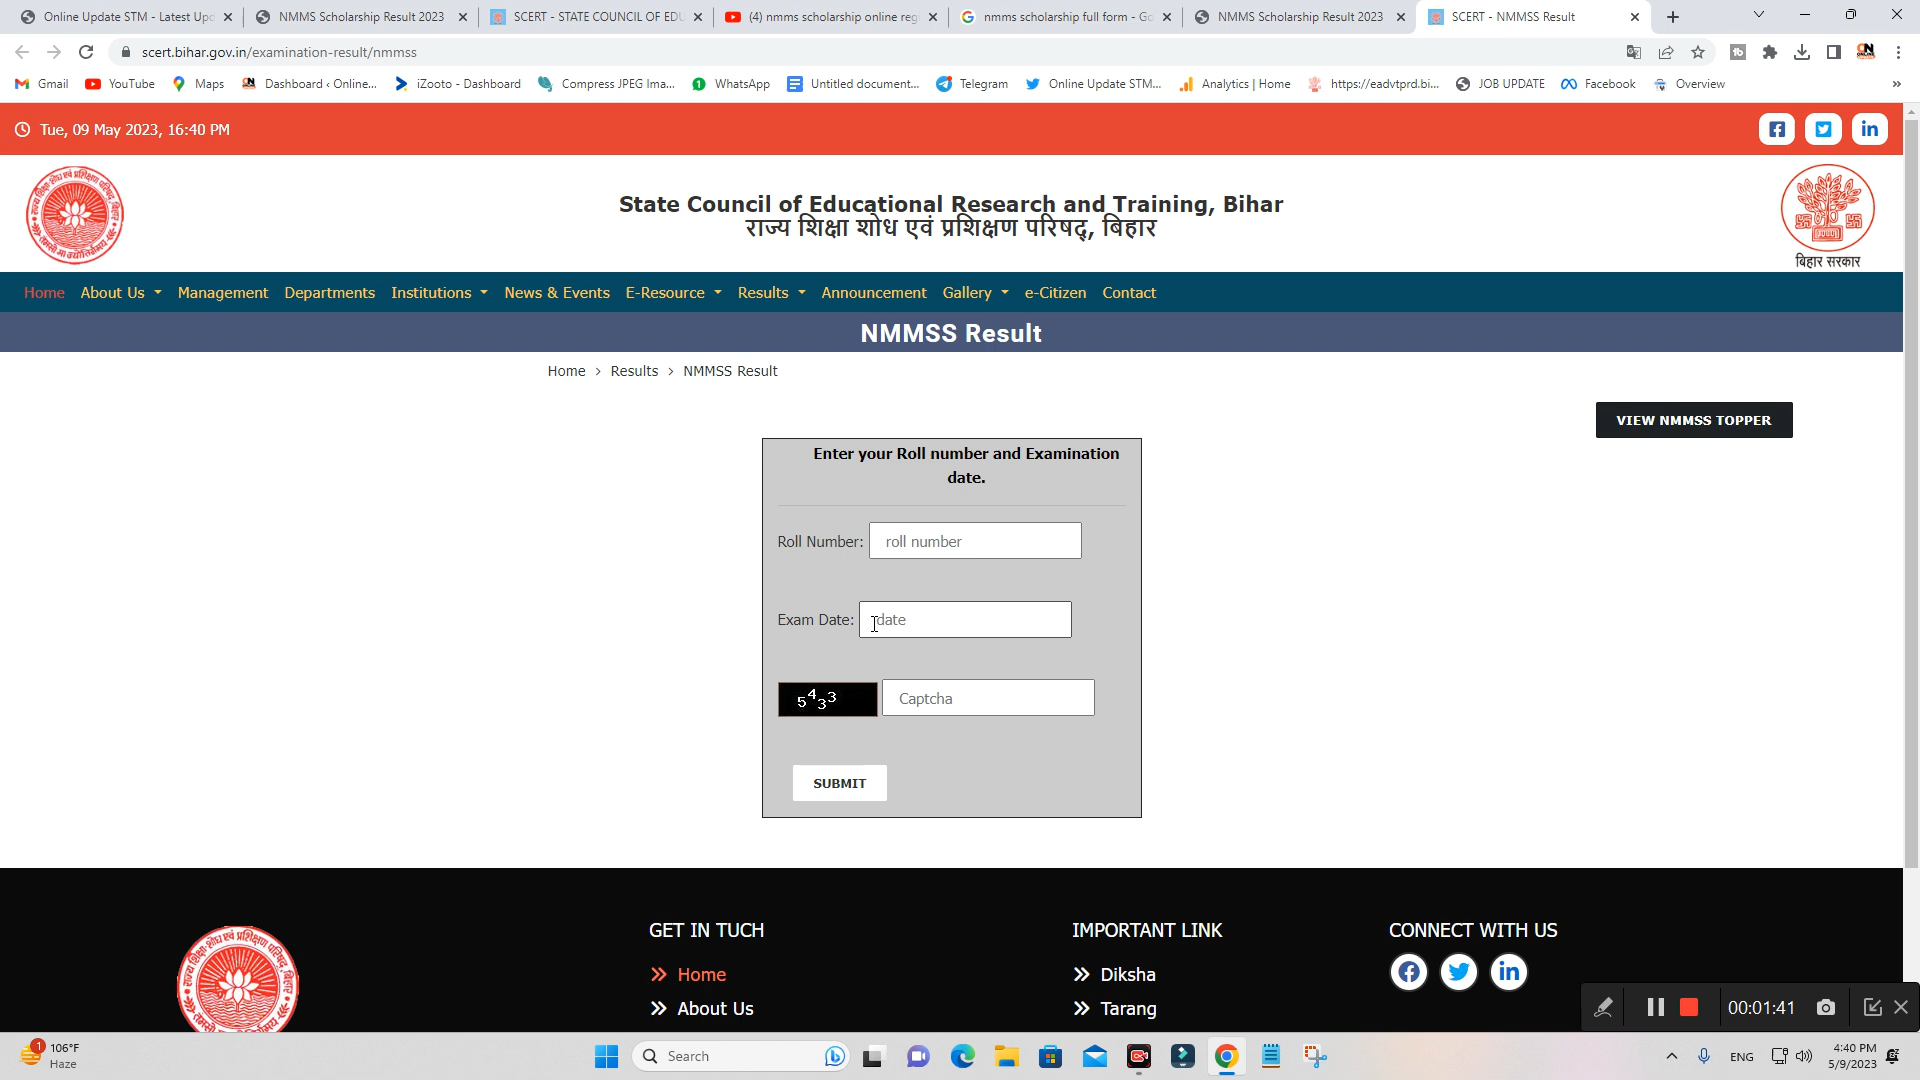 Online Update STM - Latest Upd
NMMS Scholarship Result 2023
SCERT - STATE COUNCIL OF EDU
(4) nmms scholarship online reg
nmms scholarship full form - Go
NMMS Scholarship Result 2023
SCERT - NMMSS Result
scert.bihar.gov.in/examination-result/nmmss
Gmail
YouTube
Maps
Dashboard ‹ Online...
iZooto - Dashboard
Compress JPEG Ima...
WhatsApp
Untitled document...
Telegram
Online Update STM...
Analytics | Home
https://eadvtprd.bi...
JOB UPDATE
Facebook
Overview
Tue, 09 May 2023, 16:40 PM
State Council of Educational Research and Training, Bihar
राज्य शिक्षा शोध एवं प्रशिक्षण परिषद्, बिहार
बिहार सरकार
Home
About Us
Management
Departments
Institutions
News & Events
E-Resource
Results
Announcement
Gallery
e-Citizen
Contact
NMMSS Result
Home > Results > NMMSS Result
VIEW NMMSS TOPPER
Enter your Roll number and Examination
date.
Roll Number: roll number
Exam Date: date
5433 Captcha
SUBMIT
GET IN TUCH
Home
About Us
IMPORTANT LINK
Diksha
Tarang
CONNECT WITH US
00:01:41
1
106°F
Haze
Search
ENG
4:40 PM
5/9/2023